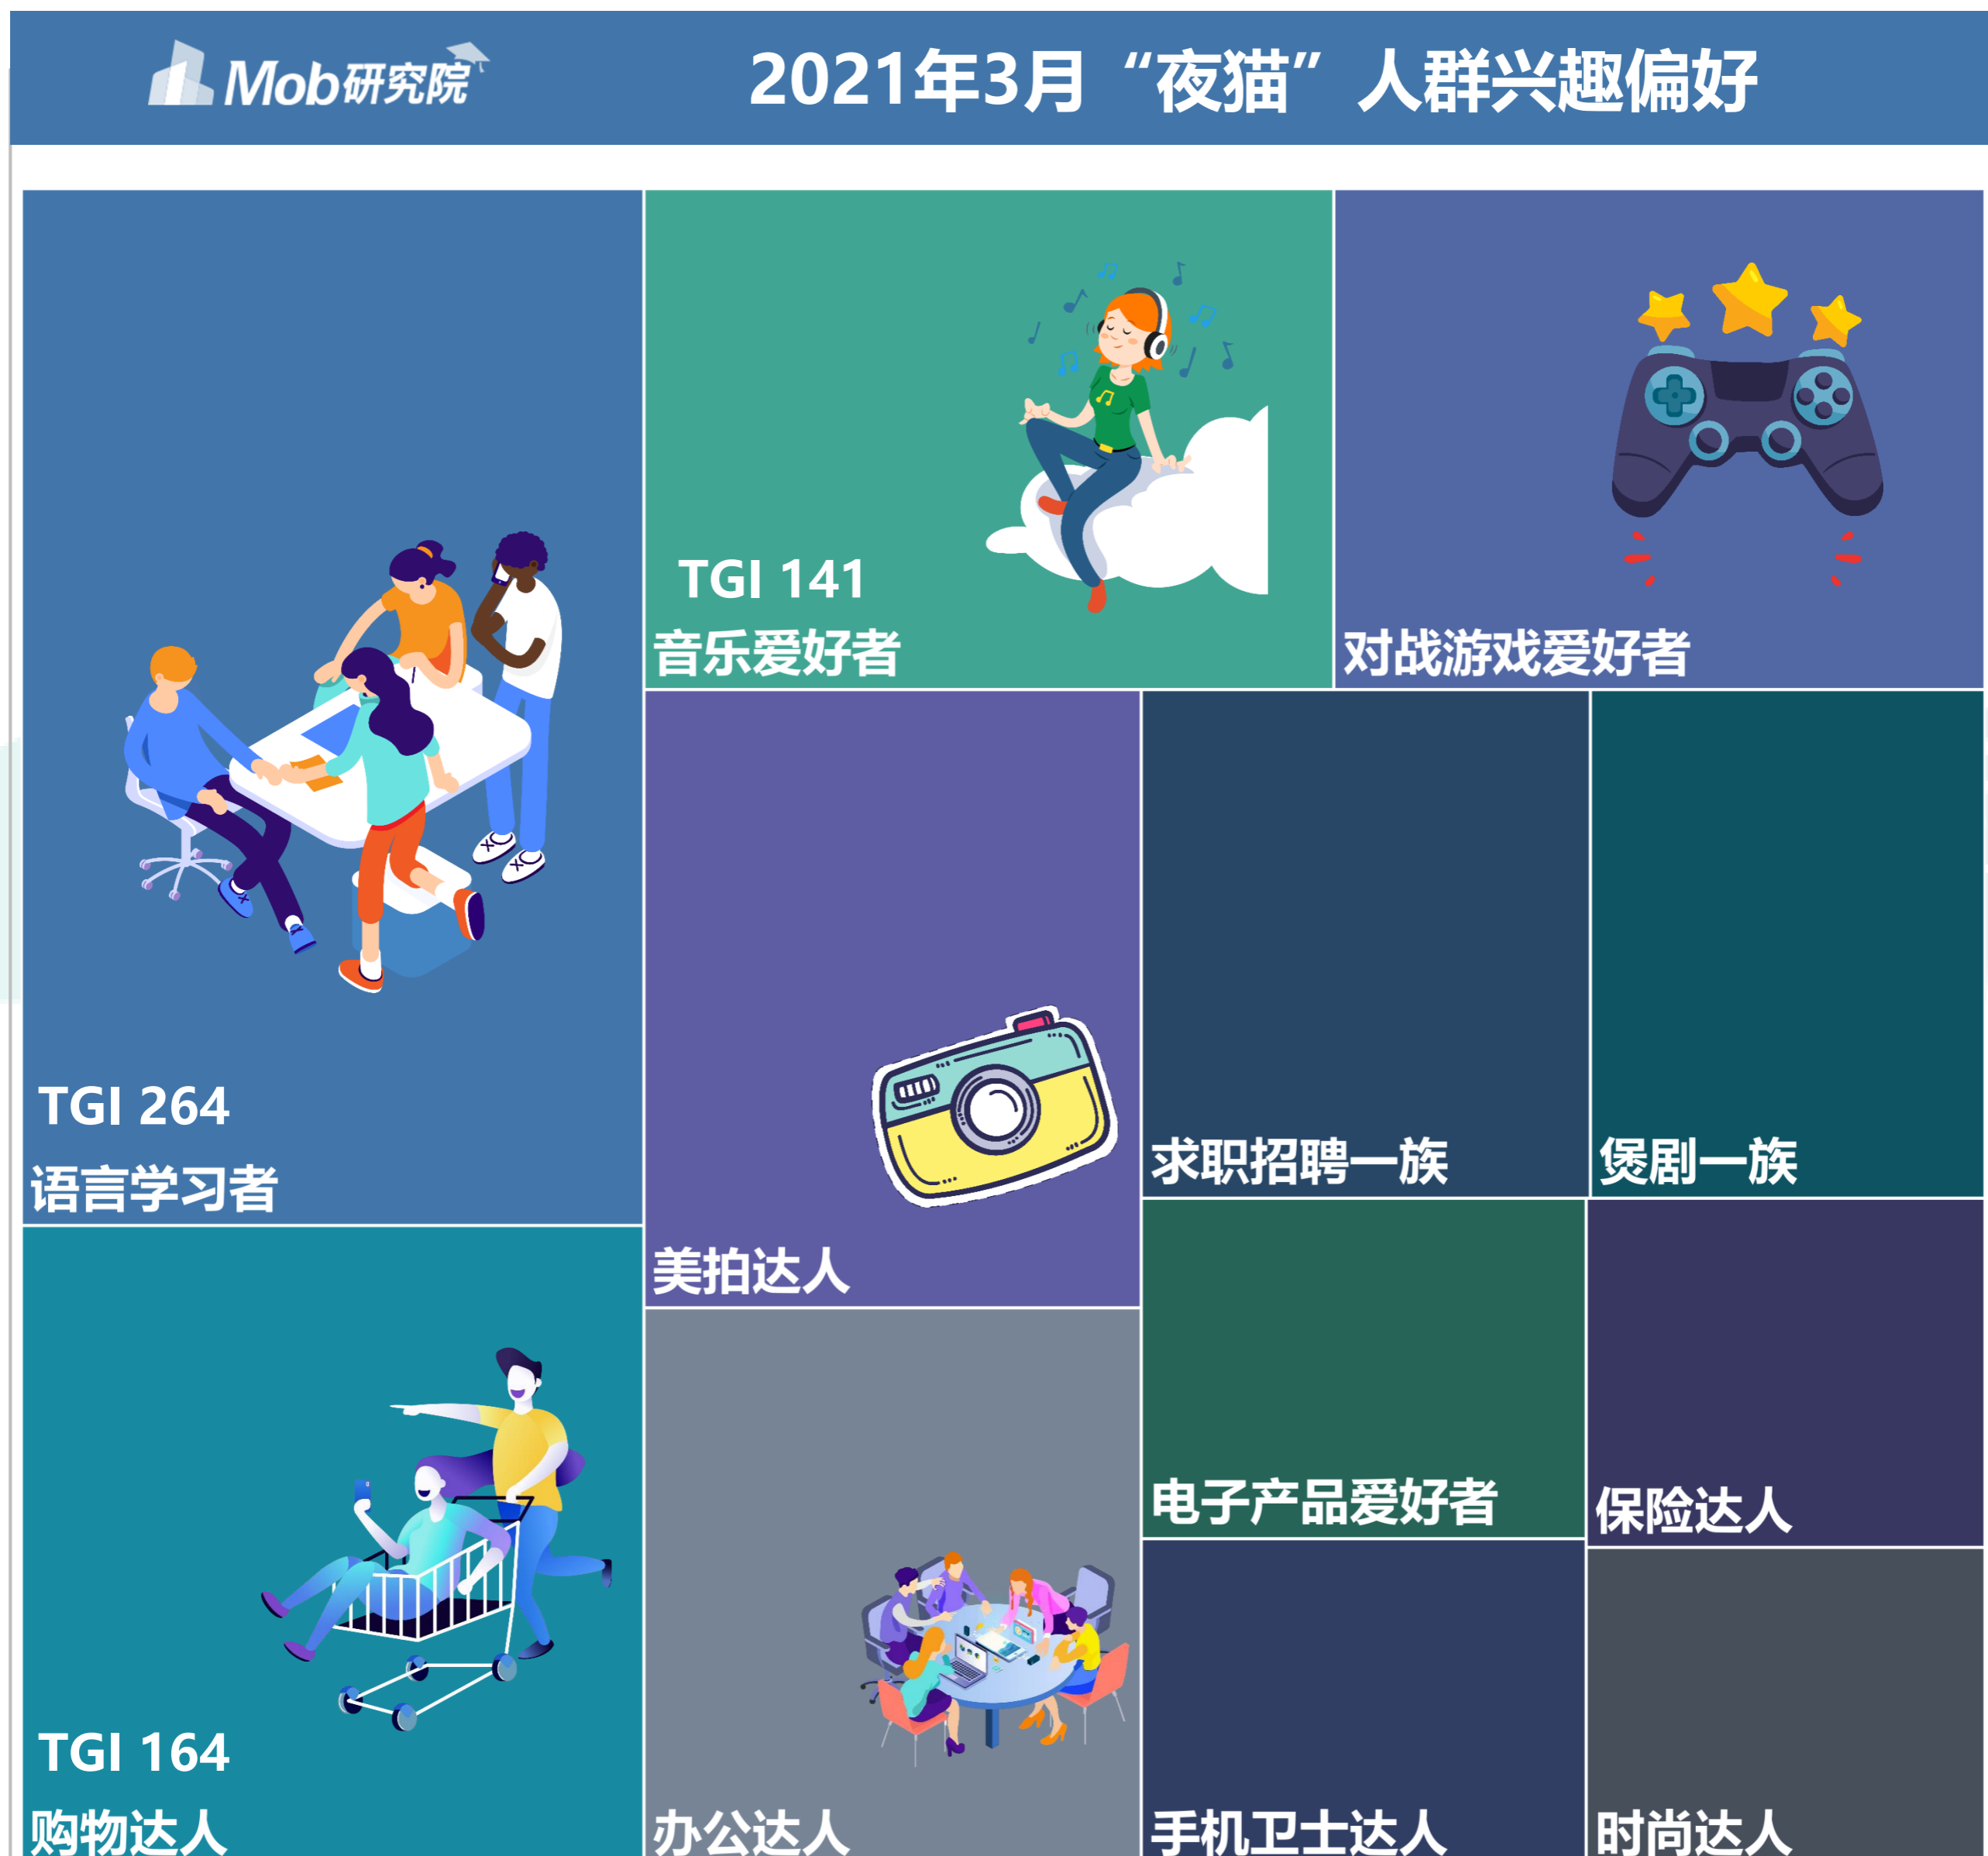 Mob研究院
2021年3月“夜猫” 人群兴趣偏好
TGI 264
语言学习者
TGI 164
购物达人
TGI 141
音乐爱好者
对战游戏爱好者
美拍达人
办公达人
求职招聘一族
煲剧一族
电子产品爱好者
保险达人
手机卫士达人
时尚达人